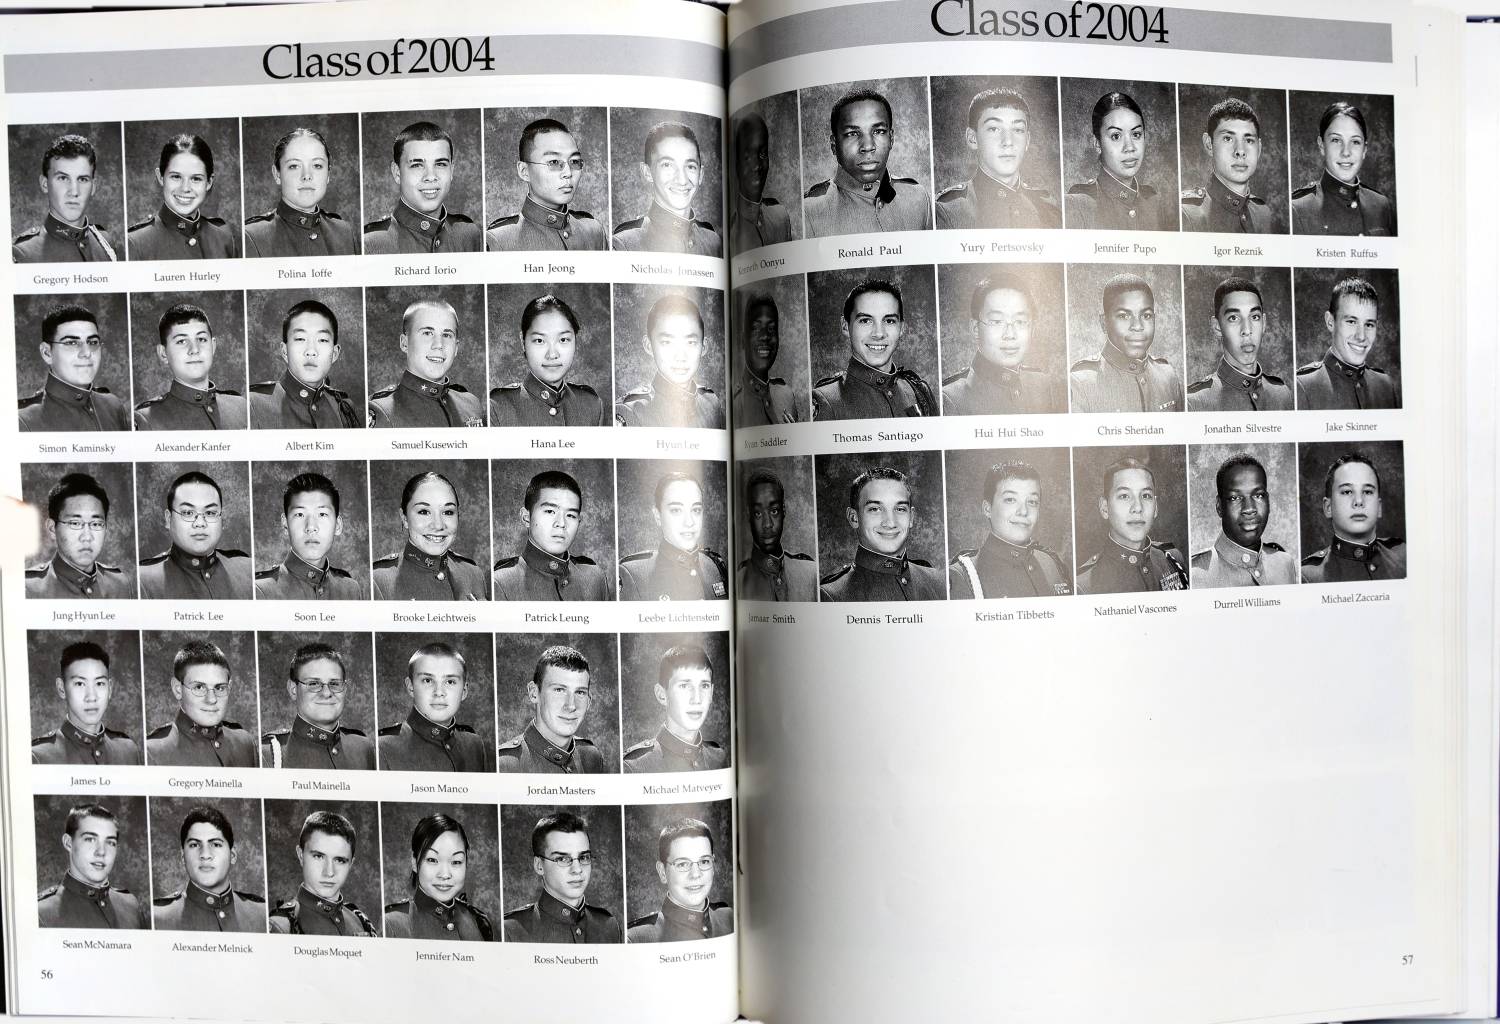 Class of 2004
Gregory Hodson Lauren Hurley Polina Ioffe Richard Iorio Han Jeong Nicholas Jonassen
Simon Kaminsky Alexander Kanfer Albert Kim Samuel Kusewich Hana Lee Hyun Lee
Jung Hyun Lee Patrick Lee Soon Lee Brooke Leichtweis Patrick Leung Leebe Lichtenstein
James Lo Gregory Mainella Paul Mainella Jason Manco Jordan Masters Michael Matveyev
Sean McNamara Alexander Melnick Douglas Moquet Jennifer Nam Ross Neuberth Sean O'Brien
56
Class of 2004
Kenneth Oonyu Ronald Paul Yury Pertsovsky Jennifer Pupo Igor Reznik Kristen Ruffus
Ryan Saddler Thomas Santiago Hui Hui Shao Chris Sheridan Jonathan Silvestre Jake Skinner
Jamaar Smith Dennis Terrulli Kristian Tibbetts Nathaniel Vascones Durrell Williams Michael Zaccaria
57